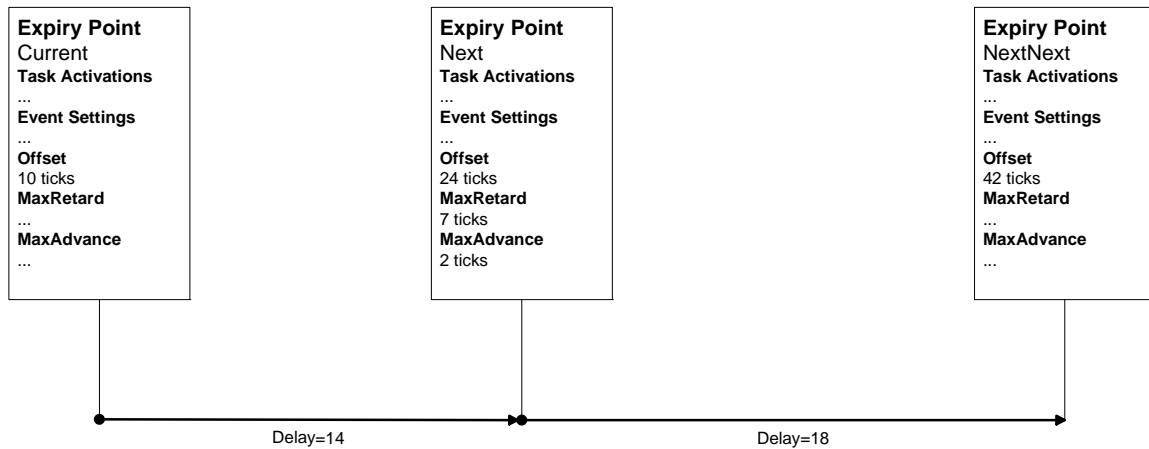 Expiry Point
Current
Task Activations
...
Event Settings
...
Offset
10 ticks
MaxRetard
...
MaxAdvance
...
Expiry Point
Next
Task Activations
...
Event Settings
...
Offset
24 ticks
MaxRetard
7 ticks
MaxAdvance
2 ticks
Expiry Point
NextNext
Task Activations
...
Event Settings
...
Offset
42 ticks
MaxRetard
...
MaxAdvance
...
Delay=14
Delay=18